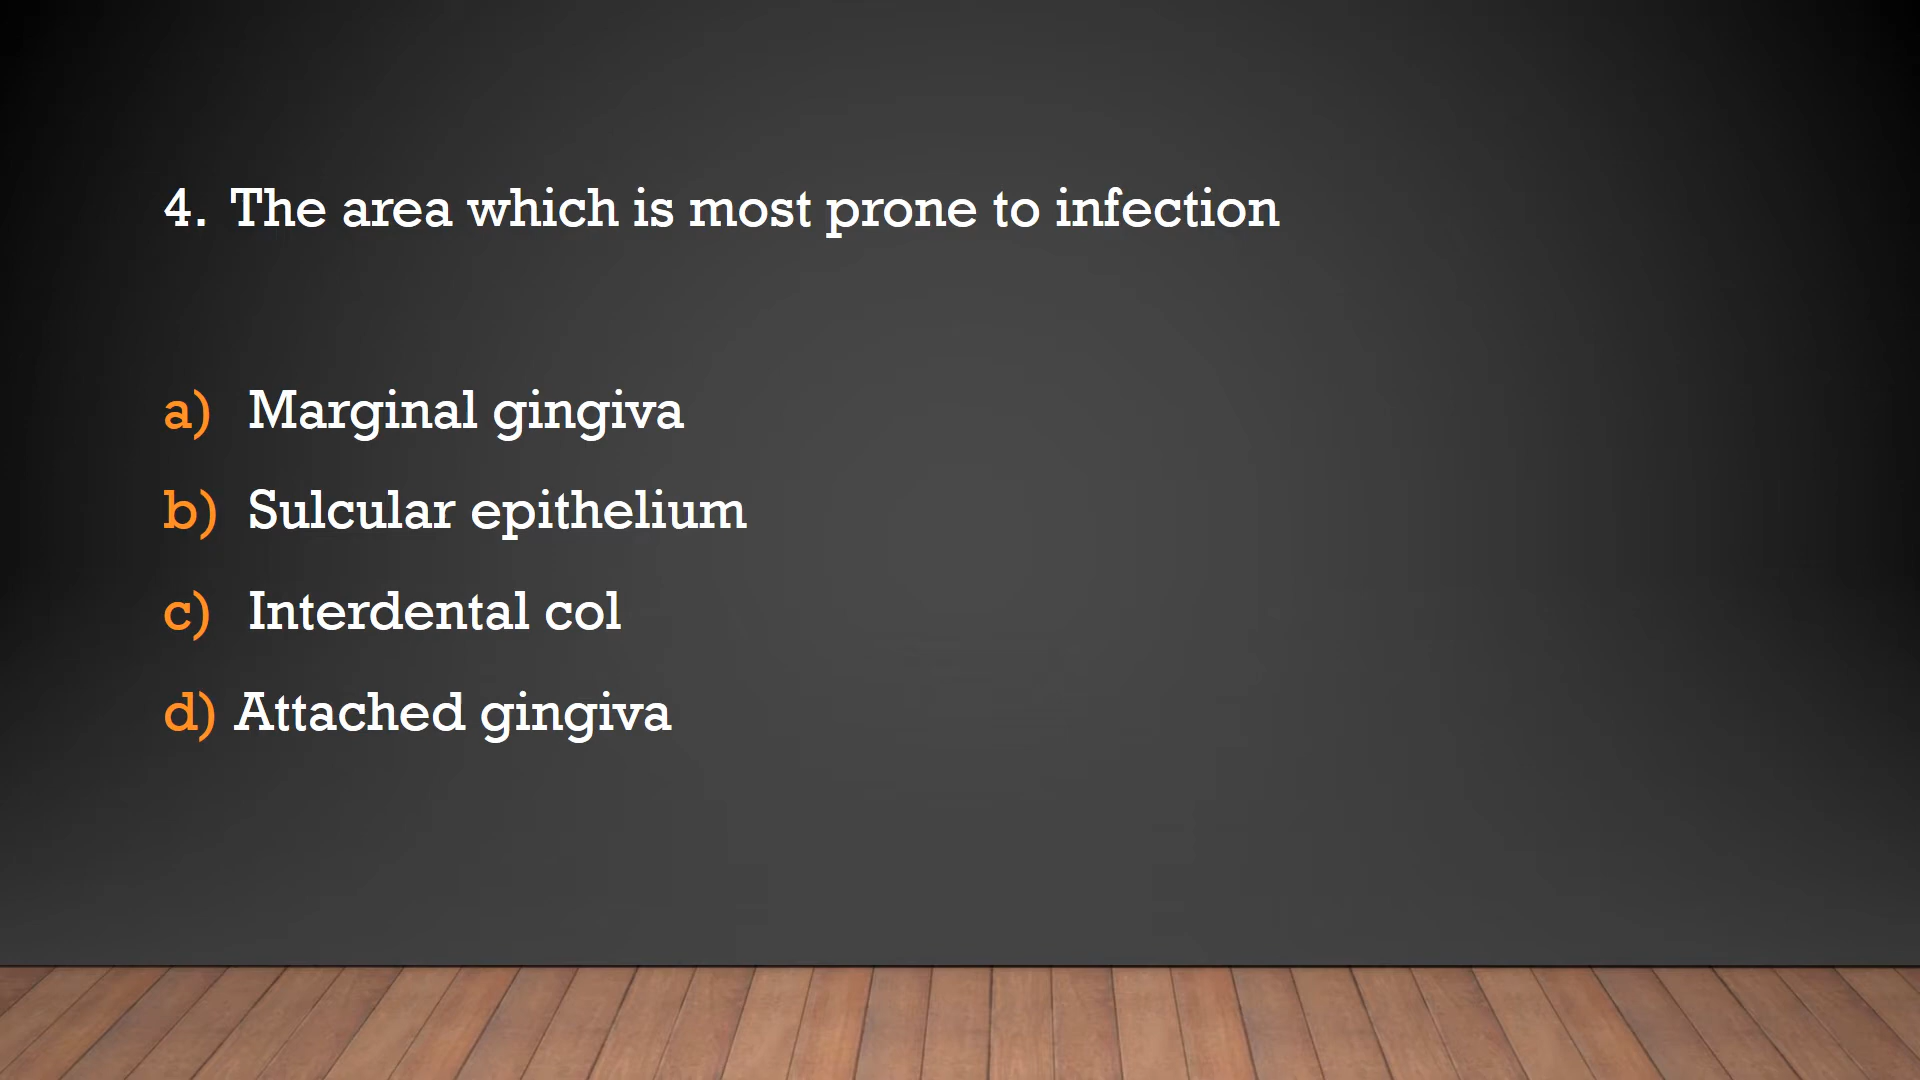 4. The area which is most prone to infection
a) Marginal gingiva
b) Sulcular epithelium
c) Interdental col
d) Attached gingiva